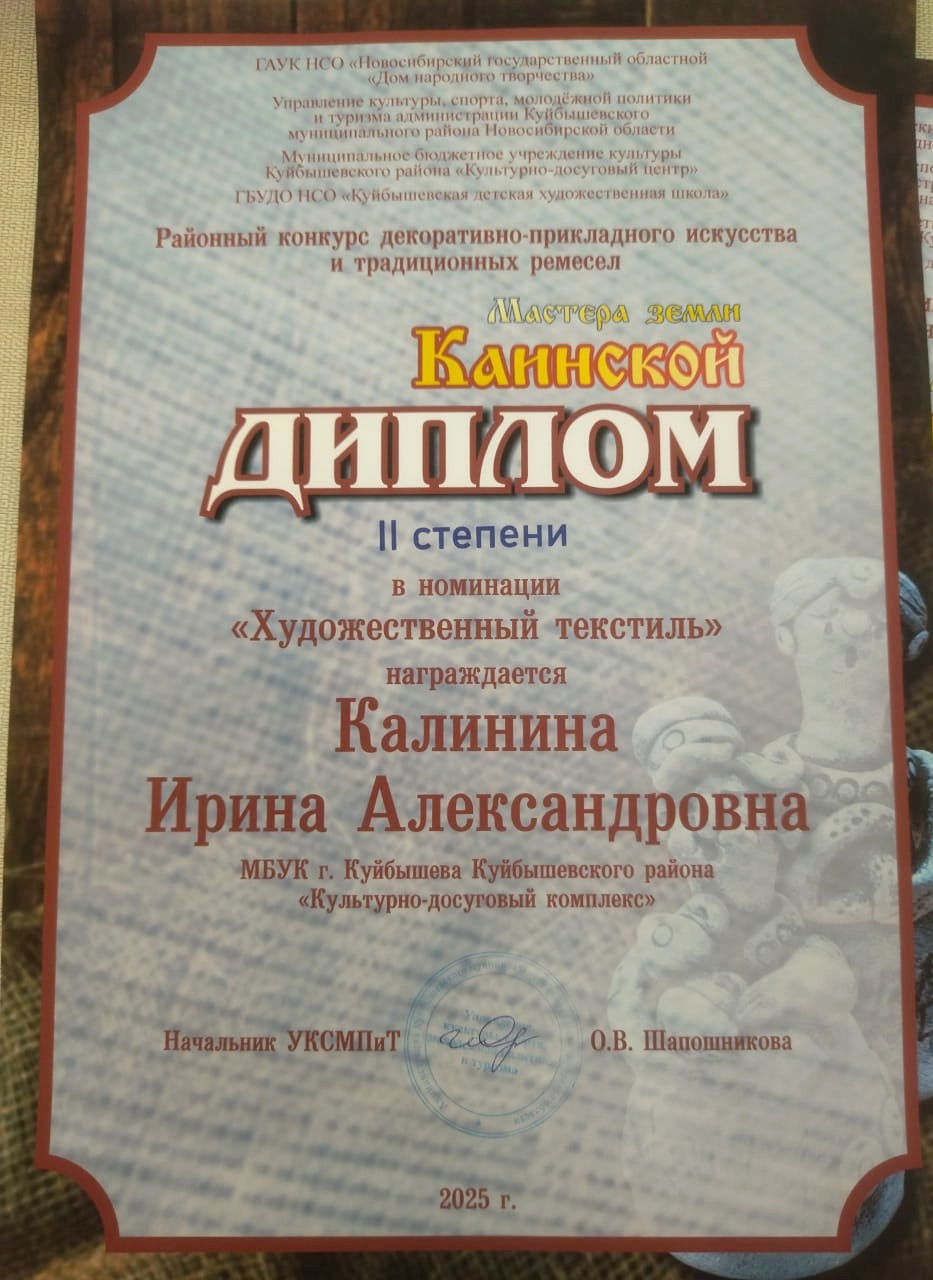 ГАУК НСО «Новосибирский государственный областной
«Дом народного творчества»
Управление культуры, спорта, молодёжной политики
и туризма администрации Куйбышевского
муниципального района Новосибирской области
Муниципальное бюджетное учреждение культуры
Куйбышевского района «Культурно-досуговый центр»
ГБУДО НСО «Куйбышевская детская художественная школа»
Районный конкурс декоративно-прикладного искусства
и традиционных ремесел
Мастера земли
Каинской
ДИПЛОМ
II степени
в номинации
«Художественный текстиль»
награждается
Калинина
Ирина Александровна
МБУК г. Куйбышева Куйбышевского района
«Культурно-досуговый комплекс»
Начальник УКСМПиТ О.В. Шапошникова
2025 г.